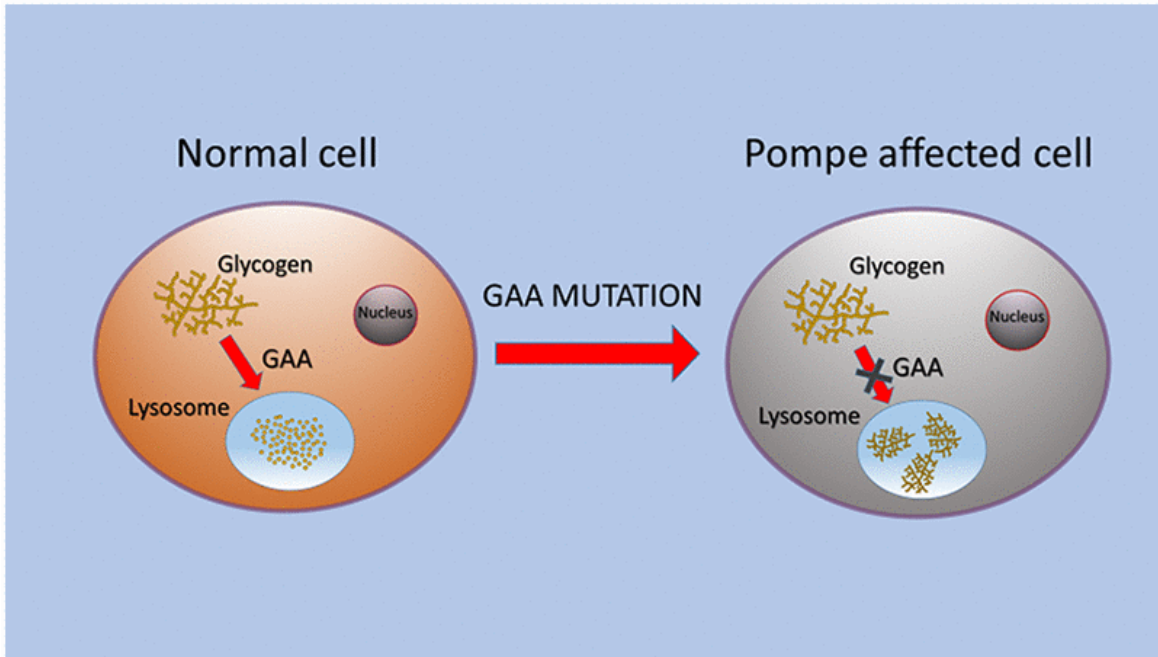 Normal cell
Glycogen
Nucleus
GAA
Lysosome
GAA MUTATION
Pompe affected cell
Glycogen
Nucleus
GAA
Lysosome